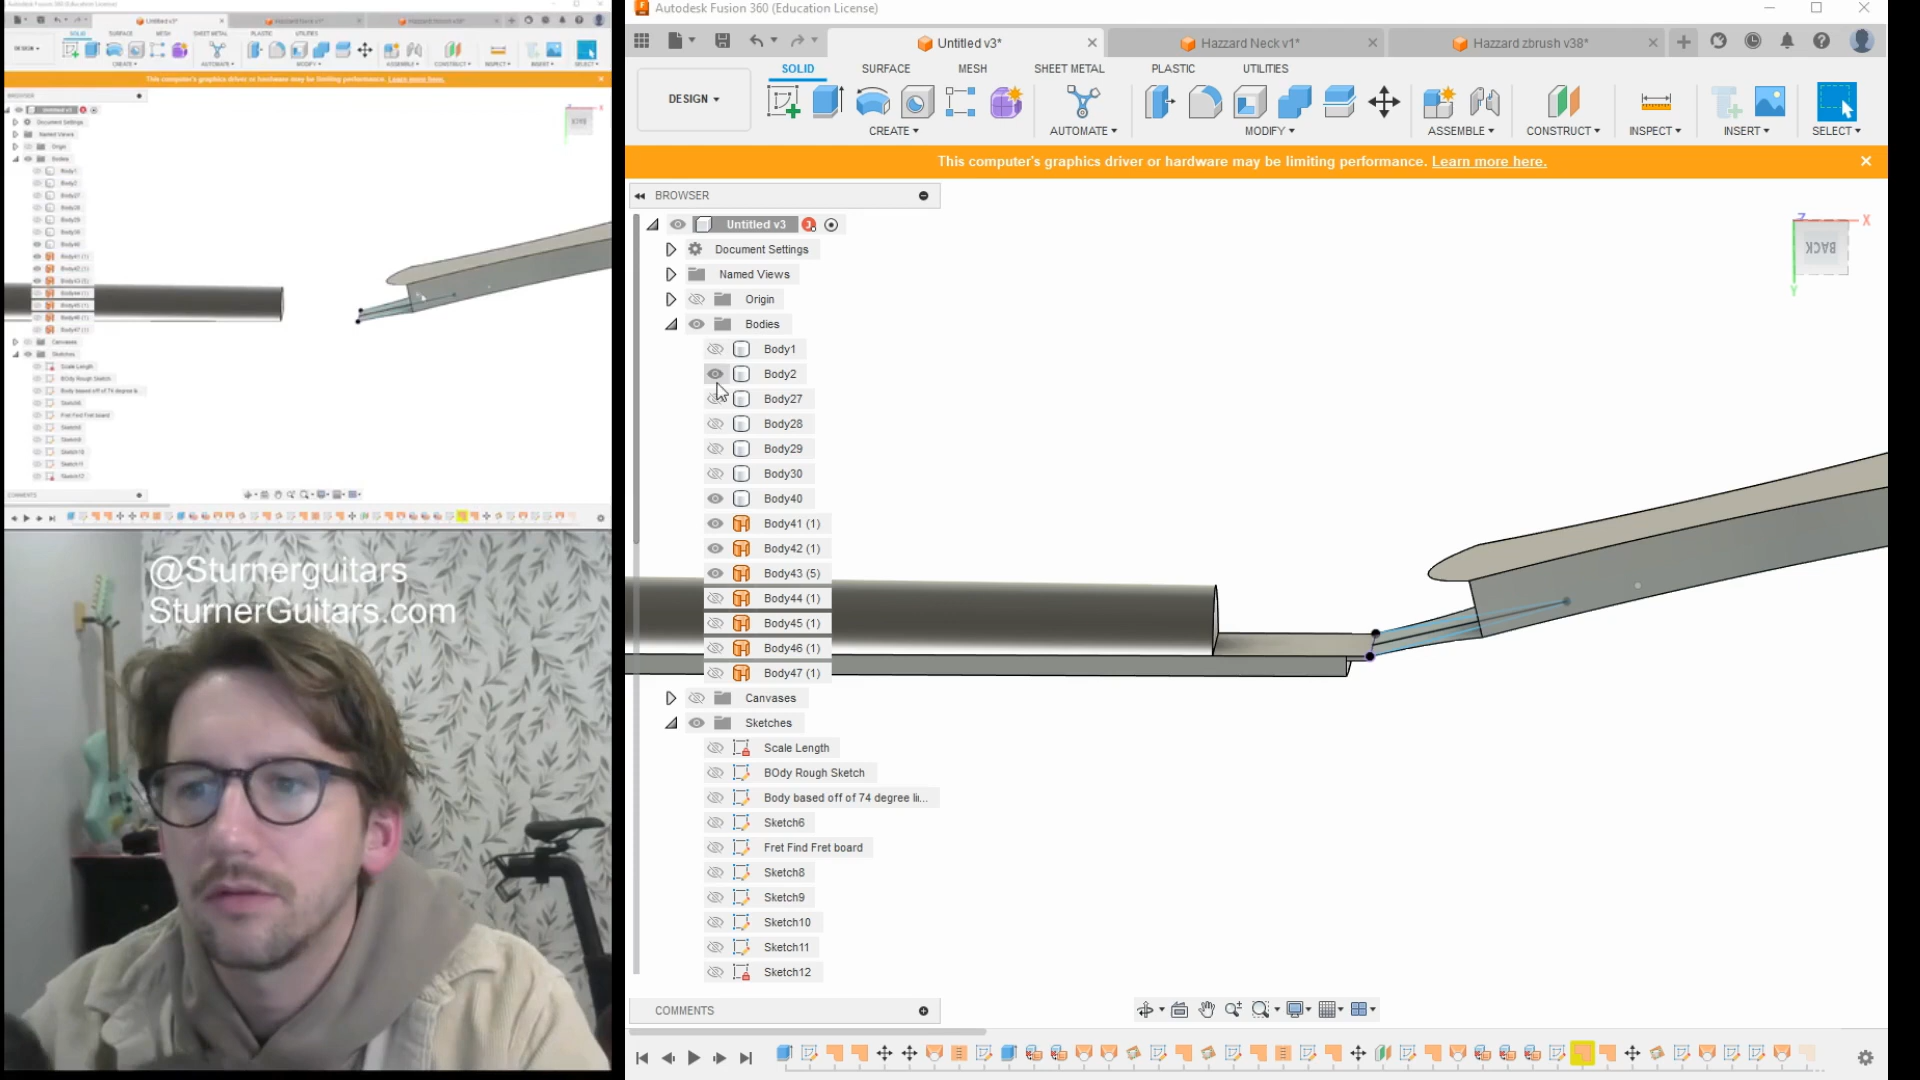 Autodesk Fusion 360 (Education License)
Untitled v3*
Hazzard Neck v1*
Hazzard zbrush v38*
DESIGN
SOLID
SURFACE
MESH
SHEET METAL
PLASTIC
UTILITIES
CREATE
AUTOMATE
MODIFY
ASSEMBLE
CONSTRUCT
INSPECT
INSERT
SELECT
This computer's graphics driver or hardware may be limiting performance. Learn more here.
BROWSER
Untitled v3
Document Settings
Named Views
Origin
Bodies
Body1
Body2
Body27
Body28
Body29
Body30
Body40
Body41 (1)
Body42 (1)
Body43 (5)
Body44 (1)
Body45 (1)
Body46 (1)
Body47 (1)
Canvases
Sketches
Scale Length
BOdy Rough Sketch
Body based off of 74 degree li...
Sketch6
Fret Find Fret board
Sketch8
Sketch9
Sketch10
Sketch11
Sketch12
COMMENTS
BACK
X
Y
Z
@Sturnerguitars
SturnerGuitars.com